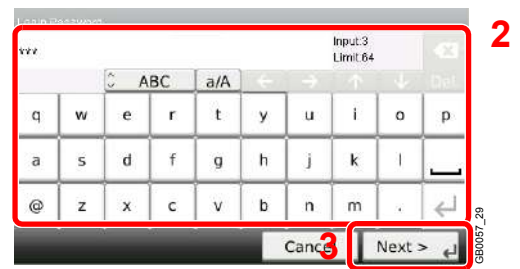 Login Password
***
Input:3
Limit:64
2
ABC a/A Del.
q w e r t y u i o p
a s d f g h j k l
@ z x c v b n m .
3
Cancel Next >
GB0057_29